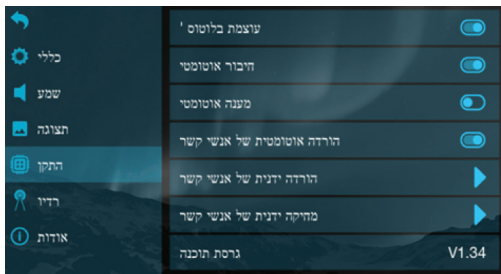 כללי
שמע
תצוגה
התקן
רדיו
אודות
עוצמת בלוטוס '
חיבור אוטומטי
מענה אוטומטי
הורדה אוטומטית של אנשי קשר
הורדה ידנית של אנשי קשר
מחיקה ידנית של אנשי קשר
גרסת תוכנה V1.34